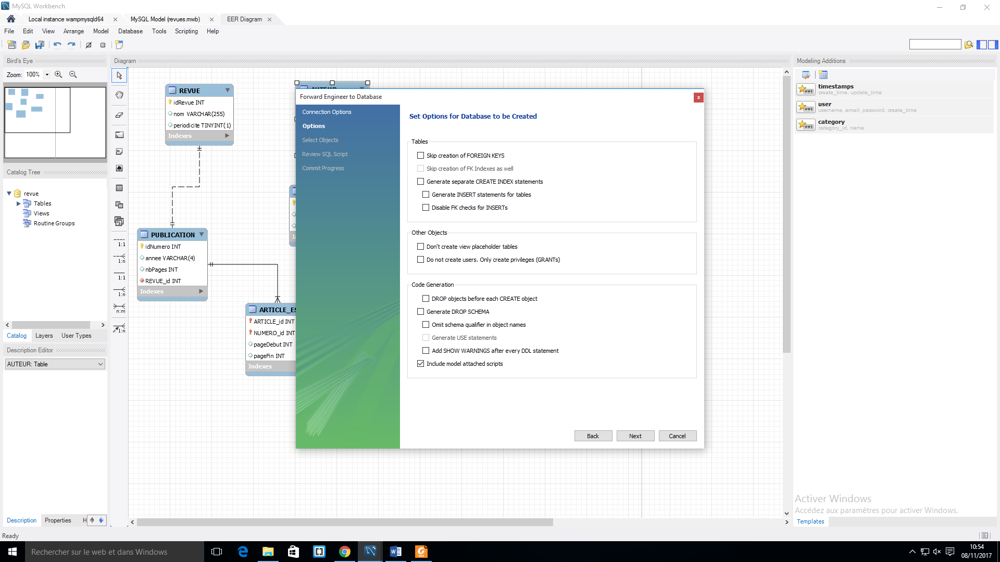 MySQL Workbench
Local instance wampmysqld64
MySQL Model (revues.mwb)
EER Diagram
File Edit View Arrange Model Database Tools Scripting Help
Bird's Eye
Zoom: 100%
Catalog Tree
revue
Tables
Views
Routine Groups
Catalog Layers User Types
Description Editor
AUTEUR: Table
Description Properties H
Ready
Diagram
1:1
1:n
1:1
1:n
n:m
1:n
REVUE
idRevue INT
nom VARCHAR(255)
periodicite TINYINT(1)
Indexes
PUBLICATION
idNumero INT
annee VARCHAR(4)
nbPages INT
REVUE_id INT
Indexes
ARTICLE_ES
ARTICLE_id INT
NUMERO_id INT
pageDebut INT
pageFin INT
Indexes
Forward Engineer to Database
Connection Options
Options
Select Objects
Review SQL Script
Commit Progress
Set Options for Database to be Created
Tables
Skip creation of FOREIGN KEYS
Skip creation of FK Indexes as well
Generate separate CREATE INDEX statements
Generate INSERT statements for tables
Disable FK checks for INSERTs
Other Objects
Don't create view placeholder tables
Do not create users. Only create privileges (GRANTs)
Code Generation
DROP objects before each CREATE object
Generate DROP SCHEMA
Omit schema qualifier in object names
Generate USE statements
Add SHOW WARNINGS after every DDL statement
Include model attached scripts
Back Next Cancel
Modeling Additions
timestamps
create_time, update_time
user
username, email, password, create_time
category
category_id, name
Activer Windows
Accédez aux paramètres pour activer Windows.
Templates
Rechercher sur le web et dans Windows
10:54
08/11/2017